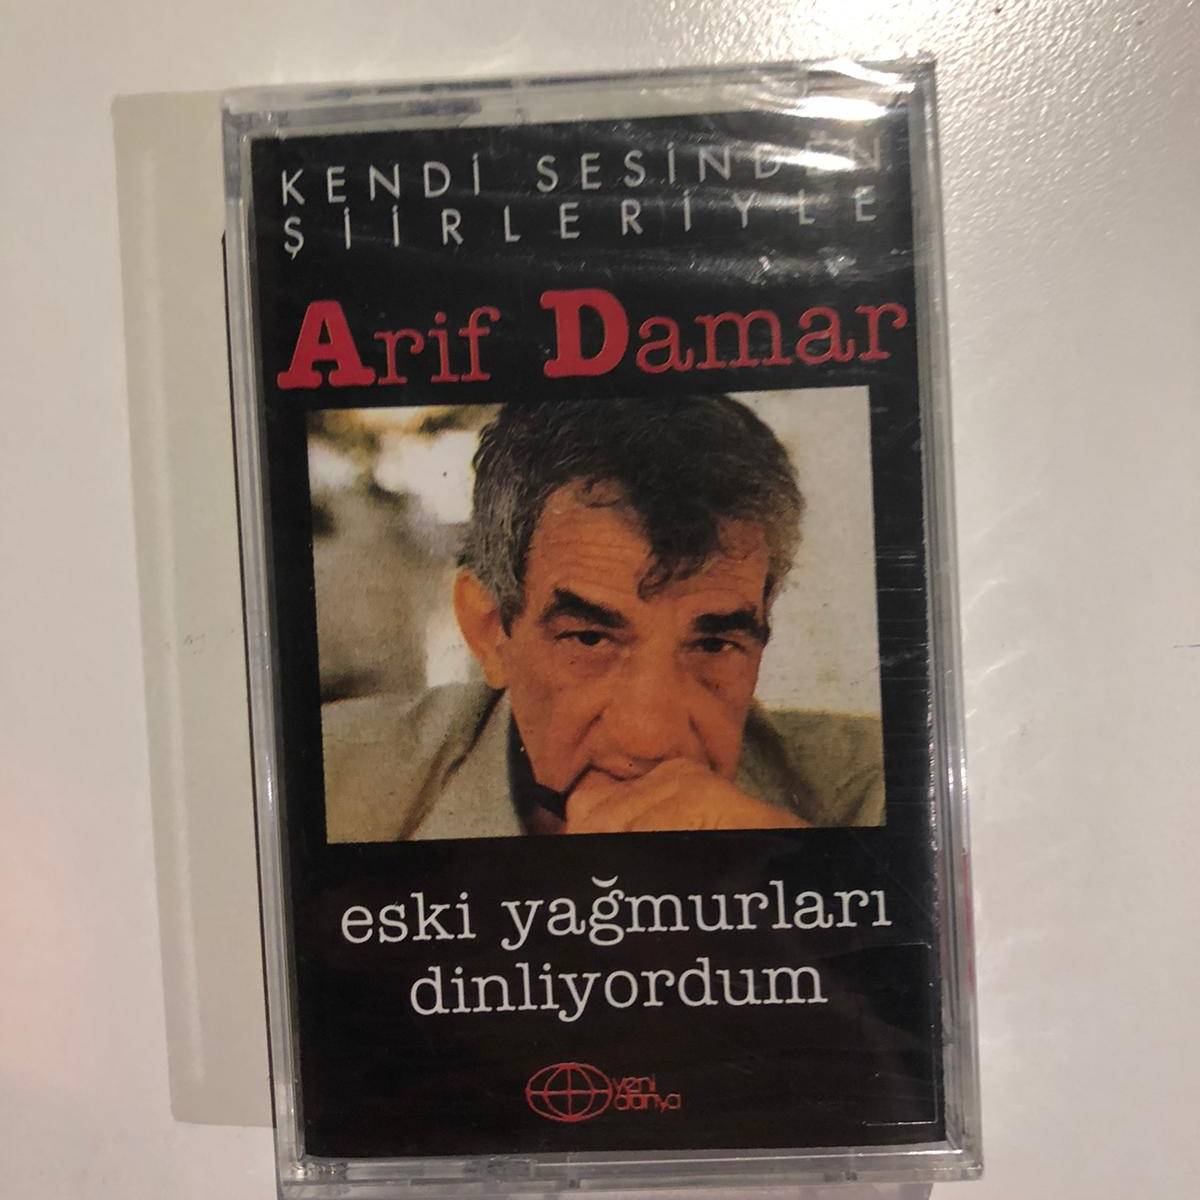 KENDİ SESİNDEN
ŞİİRLERİYLE
Arif Damar
eski yağmurları
dinliyordum
yeni
dünya